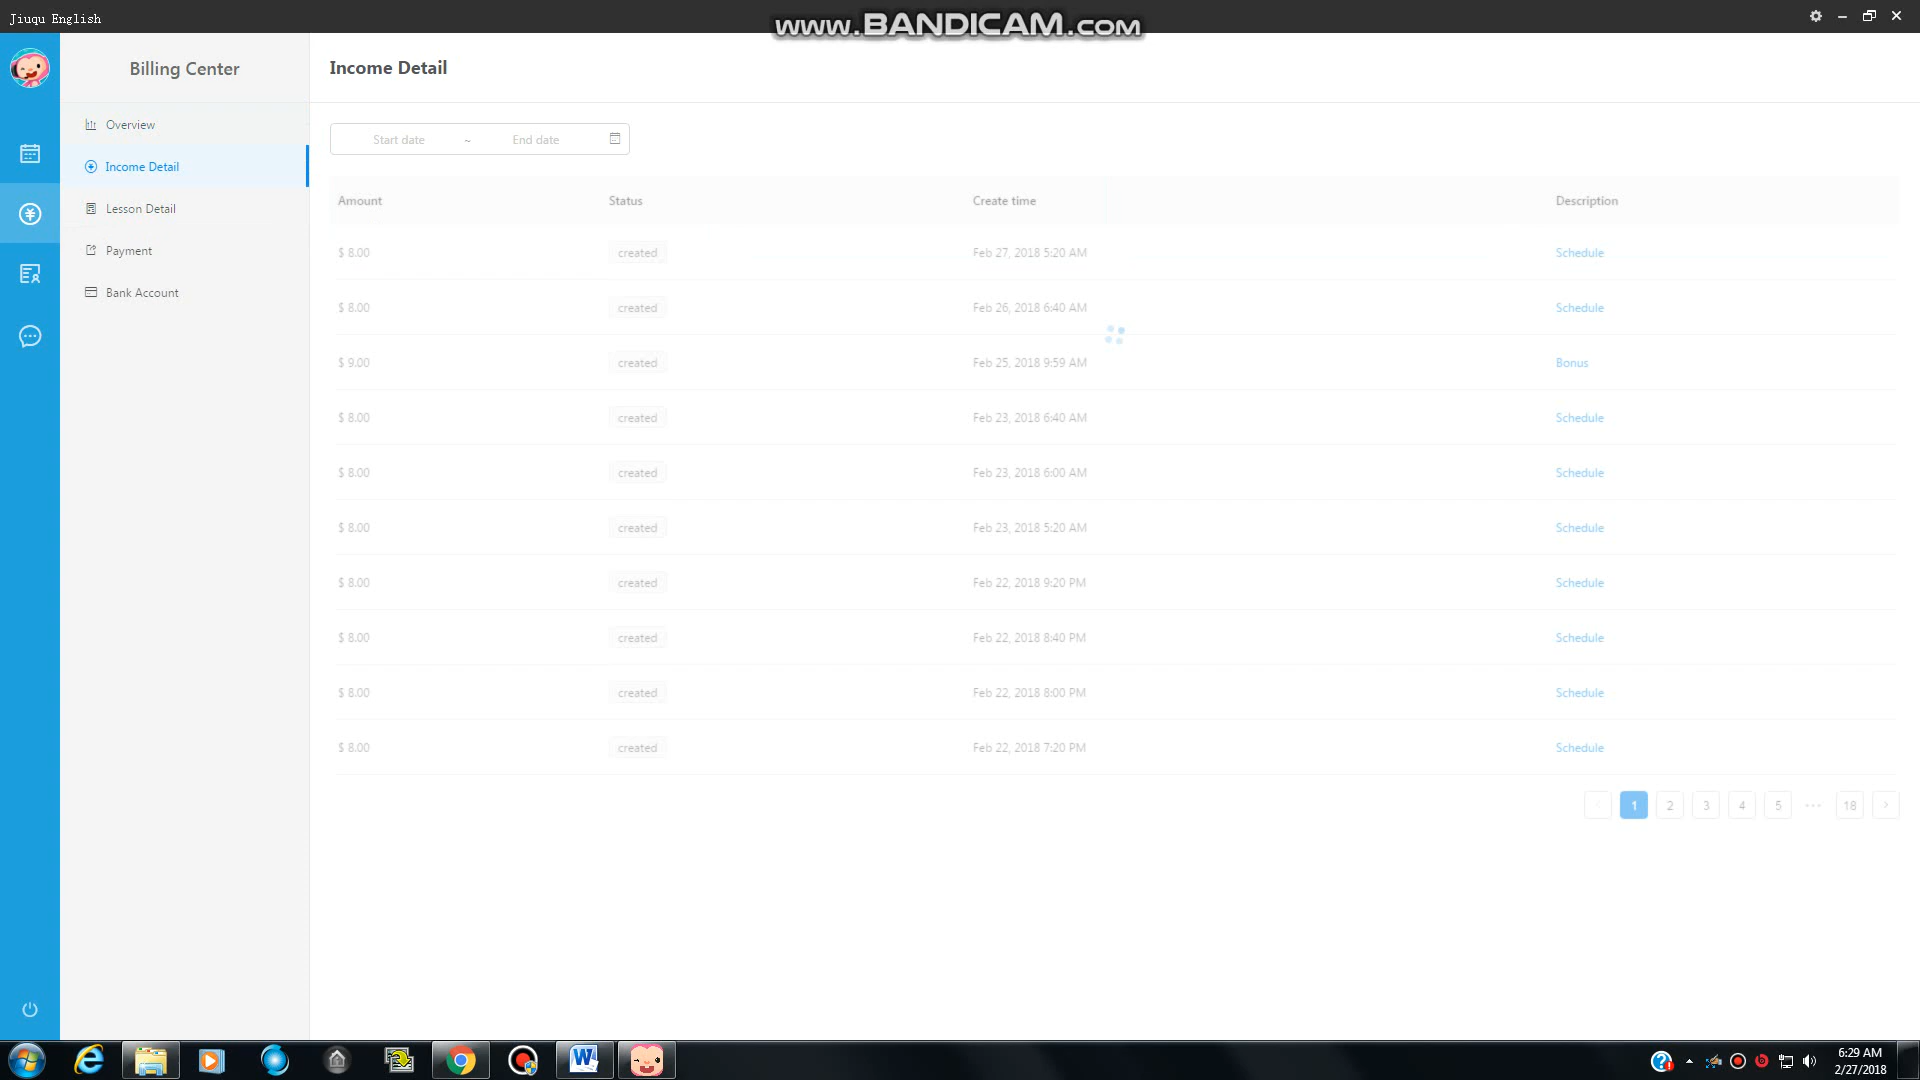 Jiuqu English
www.BANDICAM.com
Billing Center
Income Detail
Overview
Income Detail
Lesson Detail
Payment
Bank Account
Start date ~ End date
Amount Status Create time Description
$ 8.00 created Feb 27, 2018 5:20 AM Schedule
$ 8.00 created Feb 26, 2018 6:40 AM Schedule
$ 9.00 created Feb 25, 2018 9:59 AM Bonus
$ 8.00 created Feb 23, 2018 6:40 AM Schedule
$ 8.00 created Feb 23, 2018 6:00 AM Schedule
$ 8.00 created Feb 23, 2018 5:20 AM Schedule
$ 8.00 created Feb 22, 2018 9:20 PM Schedule
$ 8.00 created Feb 22, 2018 8:40 PM Schedule
$ 8.00 created Feb 22, 2018 8:00 PM Schedule
$ 8.00 created Feb 22, 2018 7:20 PM Schedule
< 1 2 3 4 5 ••• 18 >
6:29 AM
2/27/2018